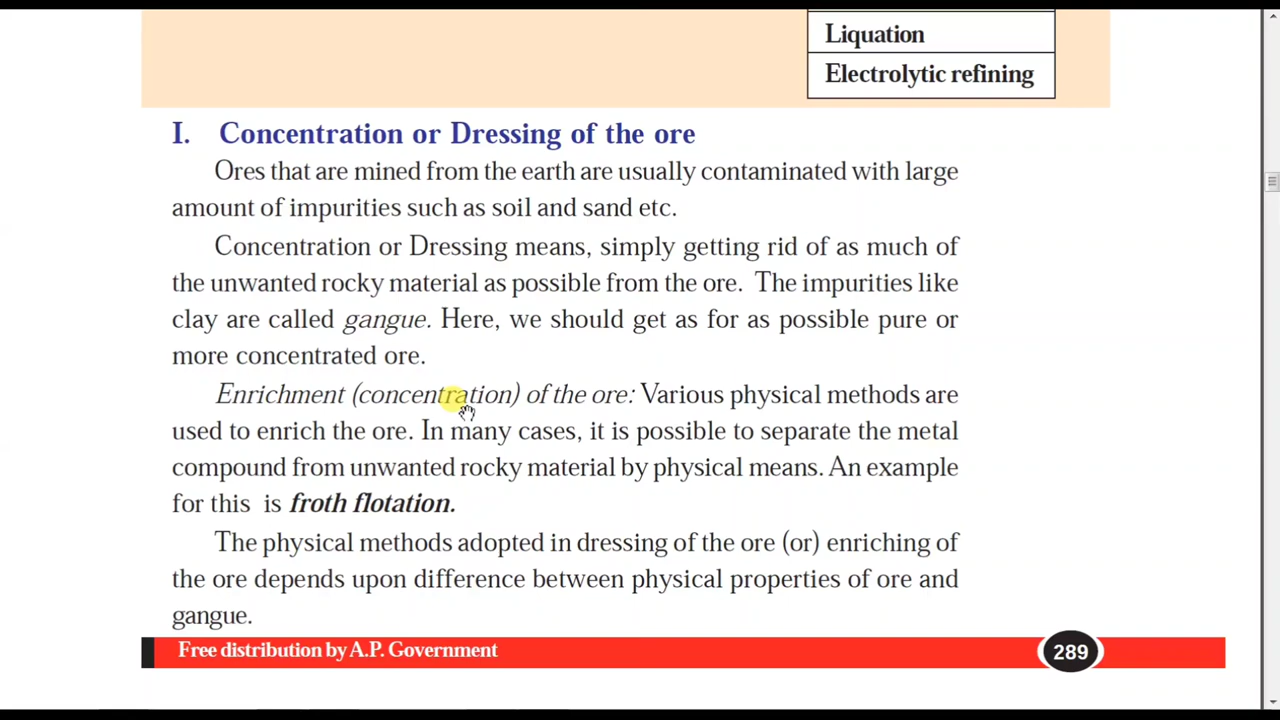 Liquation
Electrolytic refining
I. Concentration or Dressing of the ore
Ores that are mined from the earth are usually contaminated with large
amount of impurities such as soil and sand etc.
Concentration or Dressing means, simply getting rid of as much of
the unwanted rocky material as possible from the ore. The impurities like
clay are called gangue. Here, we should get as for as possible pure or
more concentrated ore.
Enrichment (concentration) of the ore: Various physical methods are
used to enrich the ore. In many cases, it is possible to separate the metal
compound from unwanted rocky material by physical means. An example
for this is froth flotation.
The physical methods adopted in dressing of the ore (or) enriching of
the ore depends upon difference between physical properties of ore and
gangue.
Free distribution by A.P. Government
289